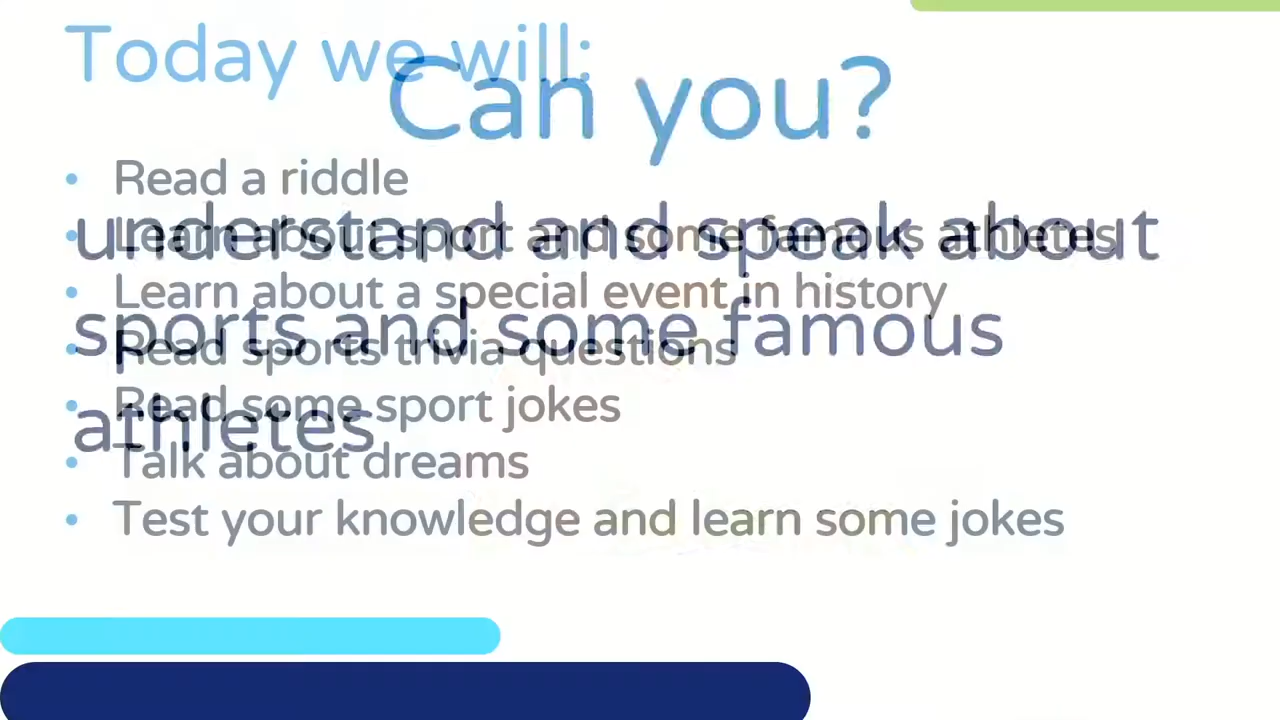 Today we will:
Can you?
• Read a riddle
• Learn about sport and some famous athletes
understand and speak about
• Learn about a special event in history
sports and some famous
• Read sports trivia questions
• Read some sport jokes
athletes
• Talk about dreams
• Test your knowledge and learn some jokes